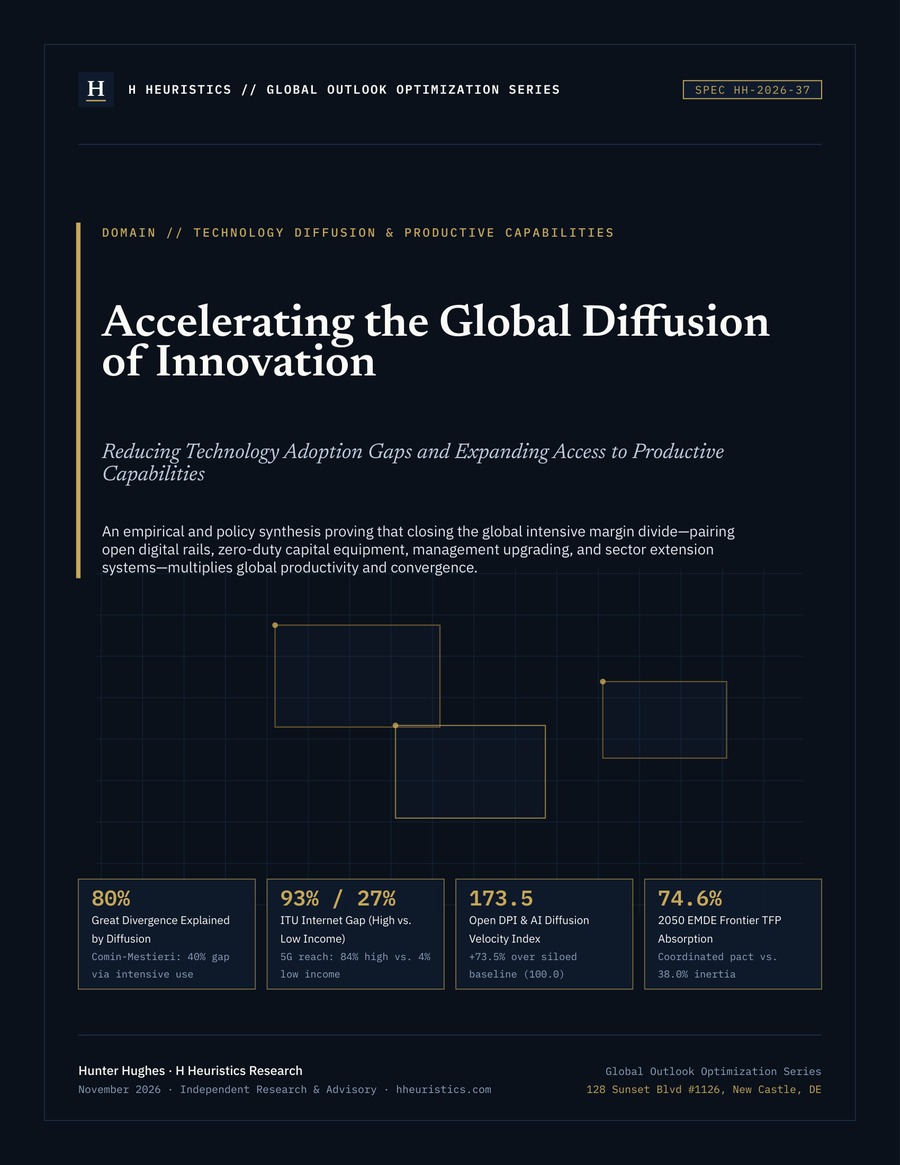 H
H HEURISTICS // GLOBAL OUTLOOK OPTIMIZATION SERIES
SPEC HH-2026-37
DOMAIN // TECHNOLOGY DIFFUSION & PRODUCTIVE CAPABILITIES
Accelerating the Global Diffusion
of Innovation
Reducing Technology Adoption Gaps and Expanding Access to Productive
Capabilities
An empirical and policy synthesis proving that closing the global intensive margin divide—pairing
open digital rails, zero-duty capital equipment, management upgrading, and sector extension
systems—multiplies global productivity and convergence.
80%
Great Divergence Explained
by Diffusion
Comin-Mestieri: 40% gap
via intensive use
93% / 27%
ITU Internet Gap (High vs.
Low Income)
5G reach: 84% high vs. 4%
low income
173.5
Open DPI & AI Diffusion
Velocity Index
+73.5% over siloed
baseline (100.0)
74.6%
2050 EMDE Frontier TFP
Absorption
Coordinated pact vs.
38.0% inertia
Hunter Hughes · H Heuristics Research
November 2026 · Independent Research & Advisory · hheuristics.com
Global Outlook Optimization Series
128 Sunset Blvd #1126, New Castle, DE